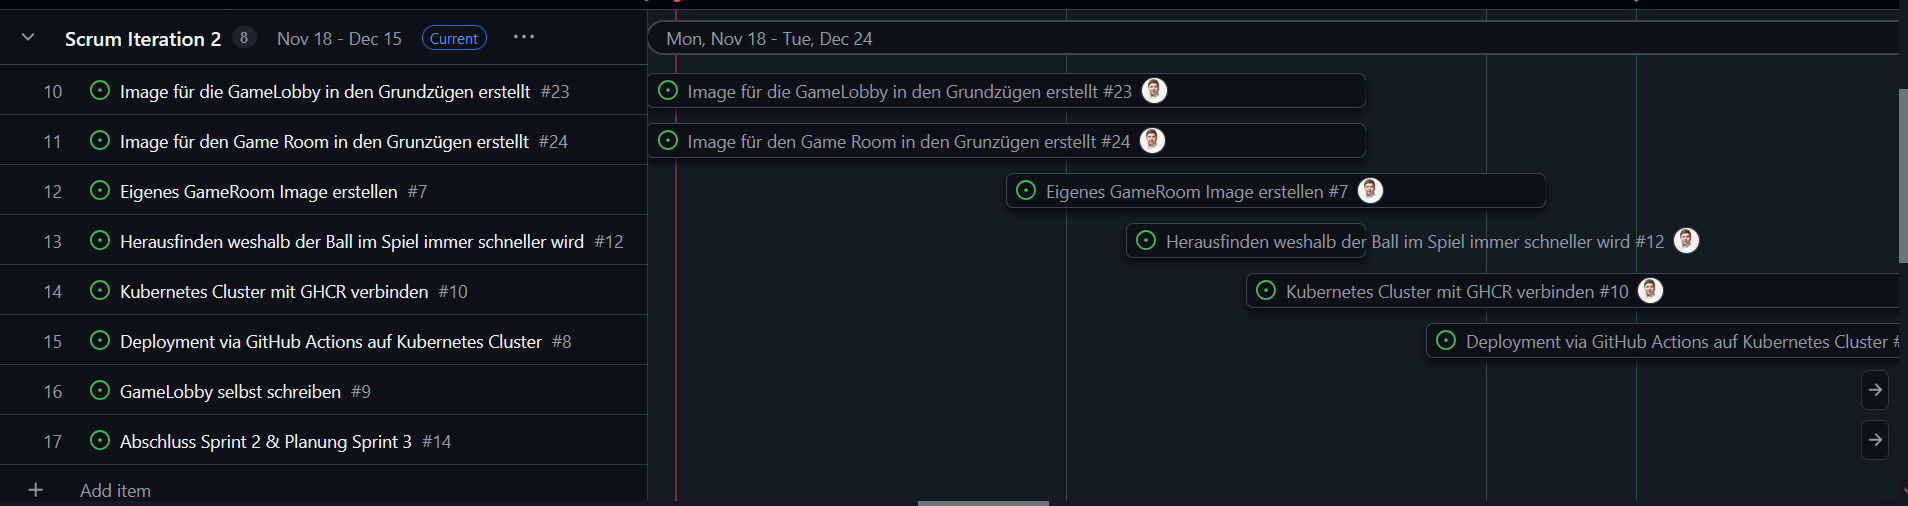 Scrum Iteration 2 8 Nov 18 - Dec 15 Current ...
Mon, Nov 18 - Tue, Dec 24
10 Image für die GameLobby in den Grundzügen erstellt #23
Image für die GameLobby in den Grundzügen erstellt #23
11 Image für den Game Room in den Grunzügen erstellt #24
Image für den Game Room in den Grunzügen erstellt #24
12 Eigenes GameRoom Image erstellen #7
Eigenes GameRoom Image erstellen #7
13 Herausfinden weshalb der Ball im Spiel immer schneller wird #12
Herausfinden weshalb der Ball im Spiel immer schneller wird #12
14 Kubernetes Cluster mit GHCR verbinden #10
Kubernetes Cluster mit GHCR verbinden #10
15 Deployment via GitHub Actions auf Kubernetes Cluster #8
Deployment via GitHub Actions auf Kubernetes Cluster #
16 GameLobby selbst schreiben #9
17 Abschluss Sprint 2 & Planung Sprint 3 #14
+ Add item